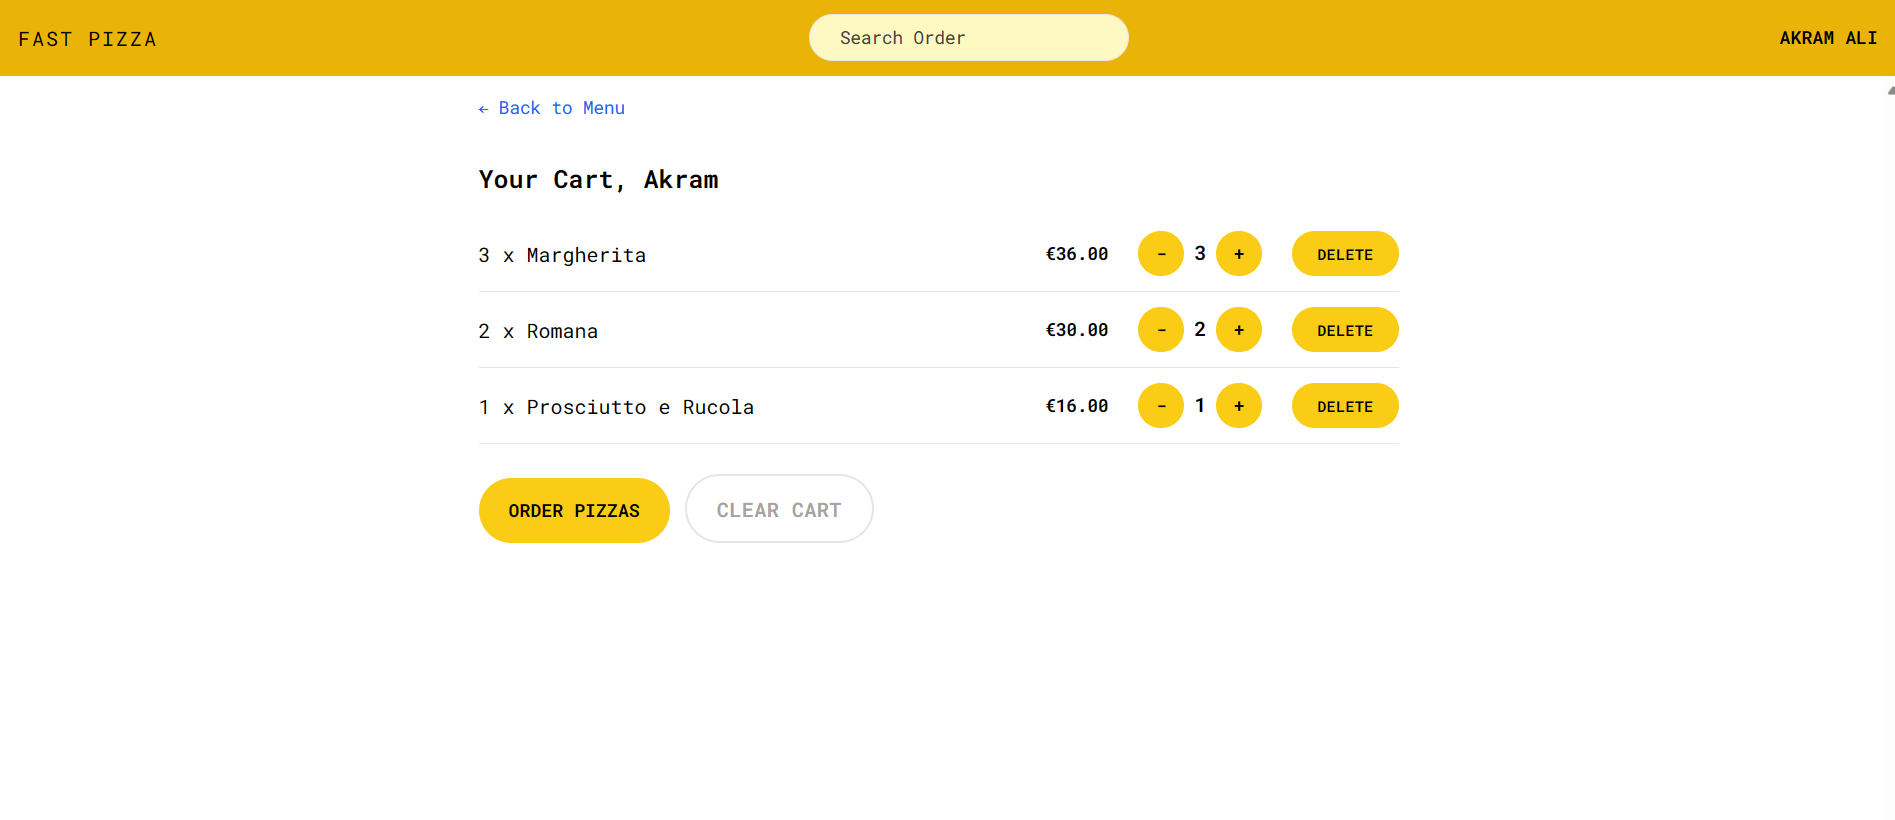 FAST PIZZA Search Order AKRAM ALI
← Back to Menu
Your Cart, Akram
3 x Margherita €36.00 - 3 + DELETE
2 x Romana €30.00 - 2 + DELETE
1 x Prosciutto e Rucola €16.00 - 1 + DELETE
ORDER PIZZAS CLEAR CART